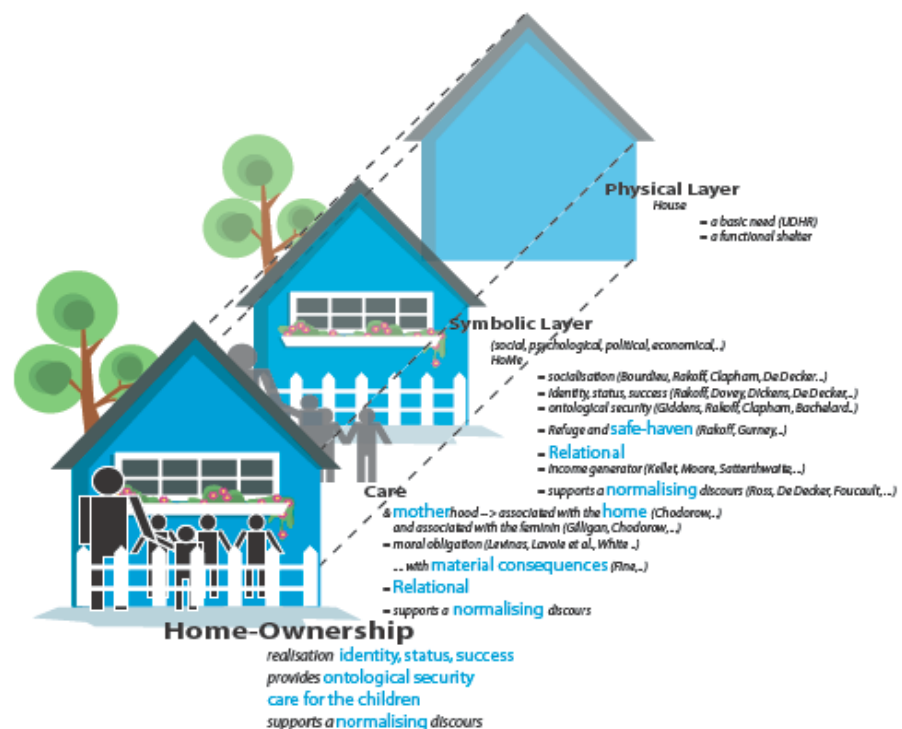 Physical Layer
House
= a basic need (UDHR)
= a functional shelter
Symbolic Layer
(social, psychological, political, economical,..)
HoMe
= socialisation (Bourdieu, Rakoff, Clapham, De Decker...)
= identity, status, success (Rakoff, Dovey, Dickens, De Decker,..)
= ontological security (Giddens, Rakoff, Clapham, Bachelard..)
= Refuge and safe-haven (Rakoff, Gurney,..)
= Relational
= Income generator (Kellet, Moore, Satterthwaite,...)
= supports a normalising discours (Ross, De Decker, Foucault,...)
Care
& motherhood --> associated with the home (Chodorow,..)
and associated with the feminin (Gilligan, Chodorow,...)
= moral obligation (Levinas, Lavoie et al., White ..)
... with material consequences (Fine,..)
= Relational
= supports a normalising discours
Home-Ownership
realisation identity, status, success
provides ontological security
care for the children
supports a normalising discours